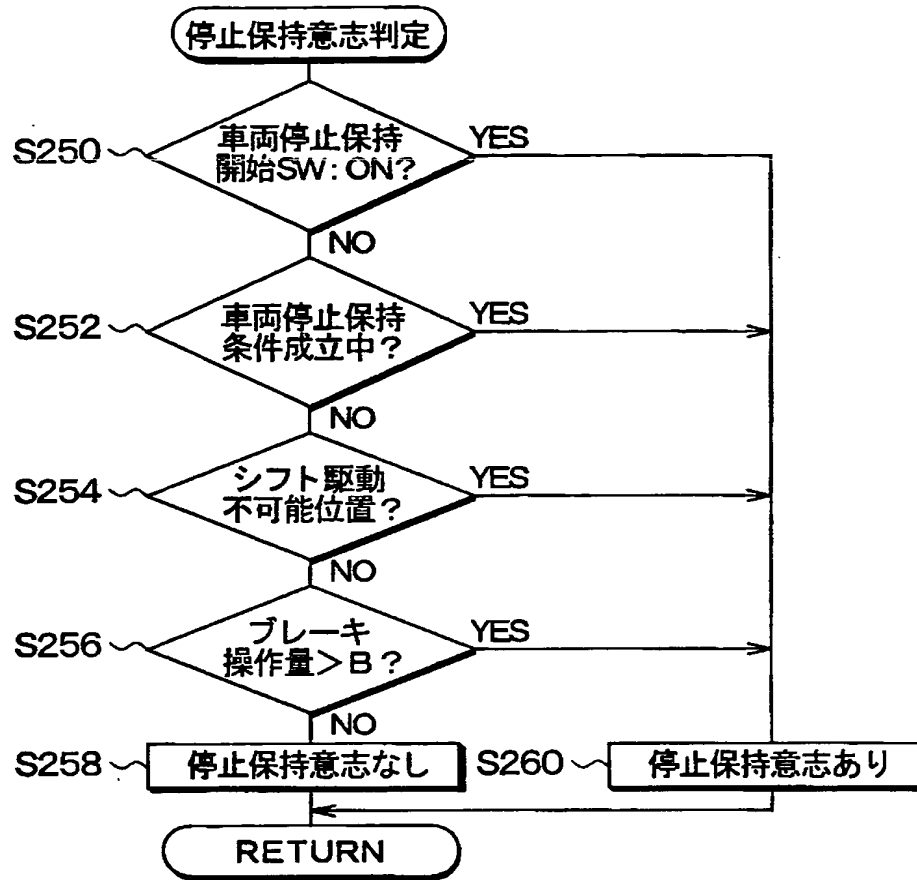 停止保持意志判定
S250
車両停止保持
開始SW:ON?
YES
NO
S252
車両停止保持
条件成立中?
YES
NO
S254
シフト駆動
不可能位置?
YES
NO
S256
ブレーキ
操作量>B?
YES
NO
S258
停止保持意志なし
S260
停止保持意志あり
RETURN